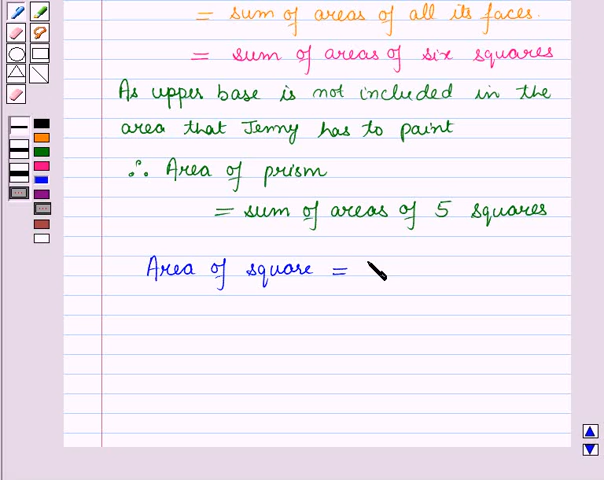 = sum of areas of all its faces.
= sum of areas of six squares
As upper base is not included in the
area that Jenny has to paint
∴ Area of prism
= sum of areas of 5 squares
Area of square =